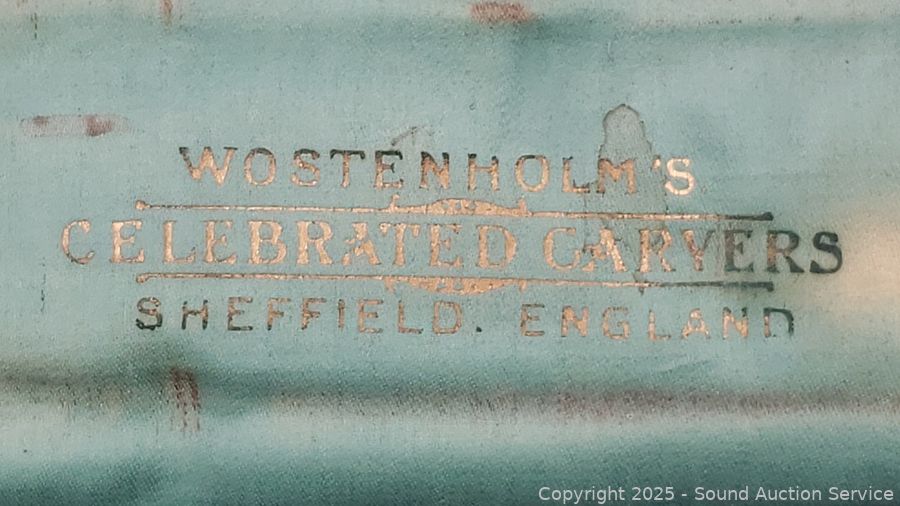 WOSTENHOLM'S
CELEBRATED CARVERS
SHEFFIELD. ENGLAND
Copyright 2025 - Sound Auction Service